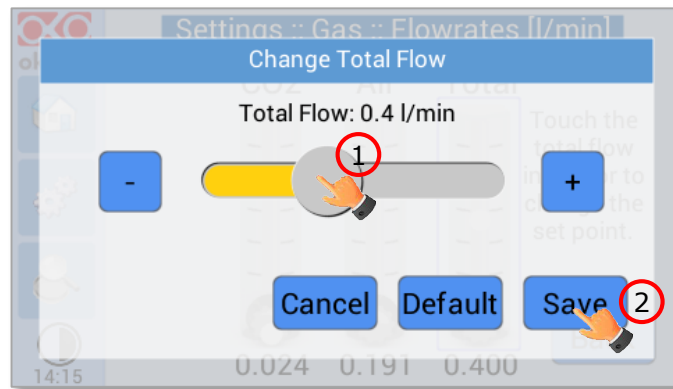 Settings :: Gas :: Flowrates [l/min]
Change Total Flow
CO2 Air Total
Total Flow: 0.4 l/min
Touch the
total flow
1
- +
change the
set point.
Cancel Default Save 2
Back
0.024 0.191 0.400
14:15